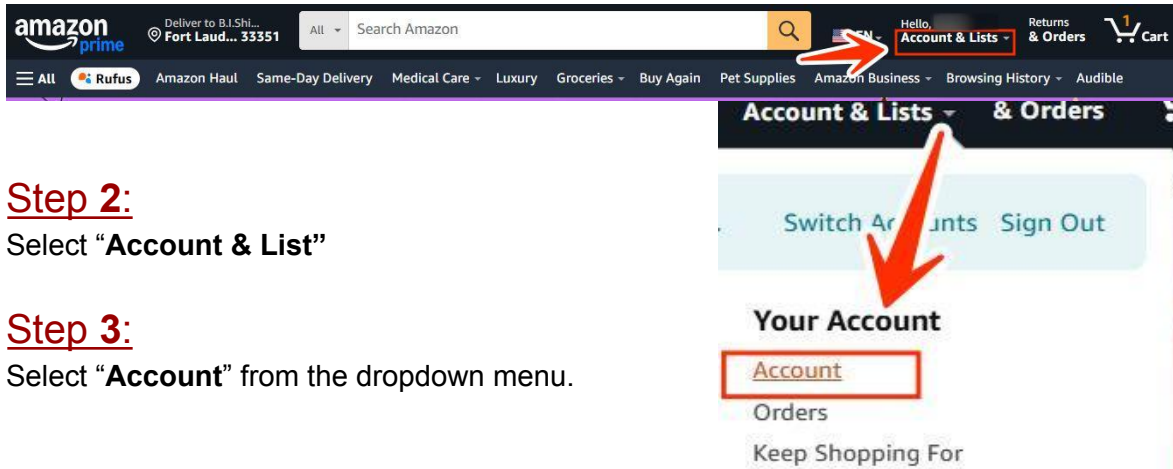 amazon prime
Deliver to B.I.Shi...
Fort Laud... 33351
All
Search Amazon
EN
Hello,
Account & Lists
Returns
& Orders
1
Cart
All
Rufus
Amazon Haul
Same-Day Delivery
Medical Care
Luxury
Groceries
Buy Again
Pet Supplies
Amazon Business
Browsing History
Audible
Account & Lists
& Orders
Step 2:
Select “Account & List”
Step 3:
Select “Account” from the dropdown menu.
Switch Accounts
Sign Out
Your Account
Account
Orders
Keep Shopping For